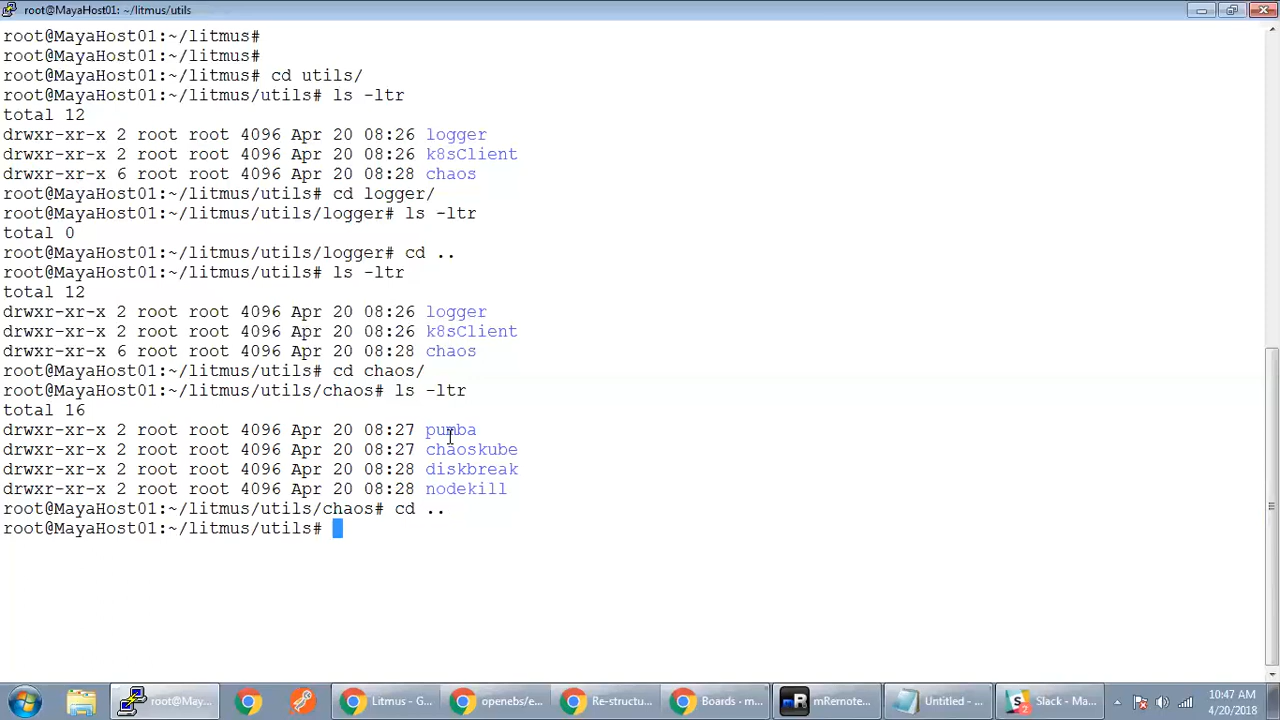 root@MayaHost01: ~/litmus/utils
root@MayaHost01:~/litmus#
root@MayaHost01:~/litmus#
root@MayaHost01:~/litmus# cd utils/
root@MayaHost01:~/litmus/utils# ls -ltr
total 12
drwxr-xr-x 2 root root 4096 Apr 20 08:26 logger
drwxr-xr-x 2 root root 4096 Apr 20 08:26 k8sClient
drwxr-xr-x 6 root root 4096 Apr 20 08:28 chaos
root@MayaHost01:~/litmus/utils# cd logger/
root@MayaHost01:~/litmus/utils/logger# ls -ltr
total 0
root@MayaHost01:~/litmus/utils/logger# cd ..
root@MayaHost01:~/litmus/utils# ls -ltr
total 12
drwxr-xr-x 2 root root 4096 Apr 20 08:26 logger
drwxr-xr-x 2 root root 4096 Apr 20 08:26 k8sClient
drwxr-xr-x 6 root root 4096 Apr 20 08:28 chaos
root@MayaHost01:~/litmus/utils# cd chaos/
root@MayaHost01:~/litmus/utils/chaos# ls -ltr
total 16
drwxr-xr-x 2 root root 4096 Apr 20 08:27 pumba
drwxr-xr-x 2 root root 4096 Apr 20 08:27 chaoskube
drwxr-xr-x 2 root root 4096 Apr 20 08:28 diskbreak
drwxr-xr-x 2 root root 4096 Apr 20 08:28 nodekill
root@MayaHost01:~/litmus/utils/chaos# cd ..
root@MayaHost01:~/litmus/utils#
root@May... Litmus - G... openebs/e... Re-structu... Boards - m... mRemote... Untitled - ... Slack - Ma... 10:47 AM
4/20/2018